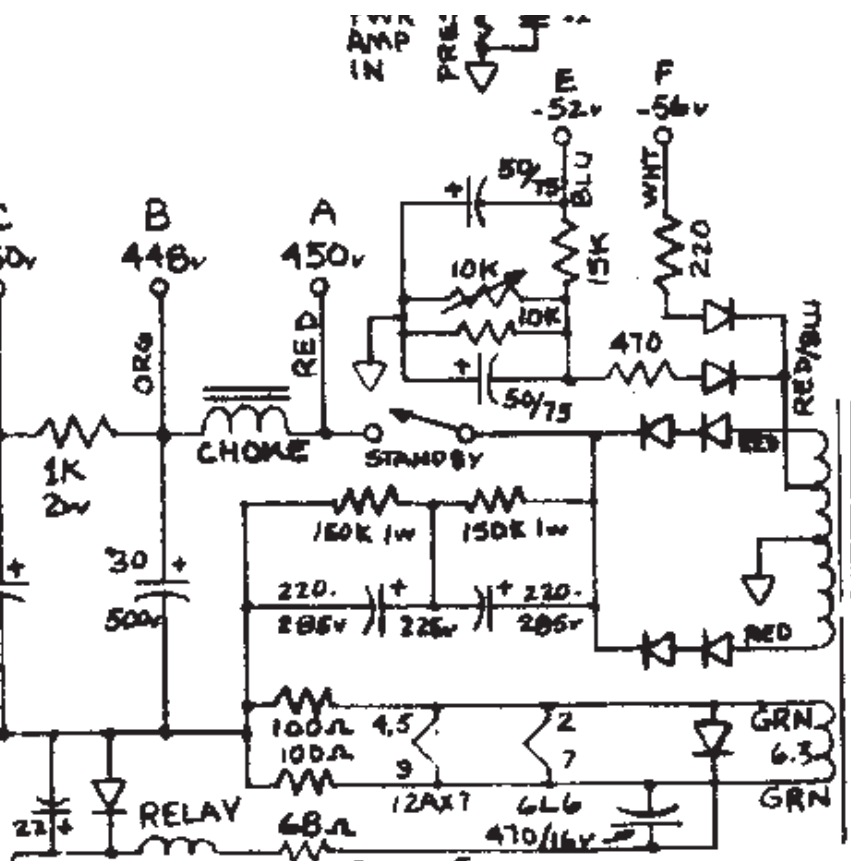 AMP
IN
PRE
E
-52v
F
-56v
50/75
BLU
WHT
B
448v
A
450v
15K
220
10K
10K
ORG
RED
470
RED/BLU
50/75
CHOKE
STANDBY
RED
1K
2w
150K 1w
150K 1w
30
+
500v
220
+
+
220
285v
225v
285v
RED
100Ω
4,5
2
GRN
100Ω
9
7
6.3
12AX7
6L6
GRN
22
+
RELAY
68Ω
470/16V